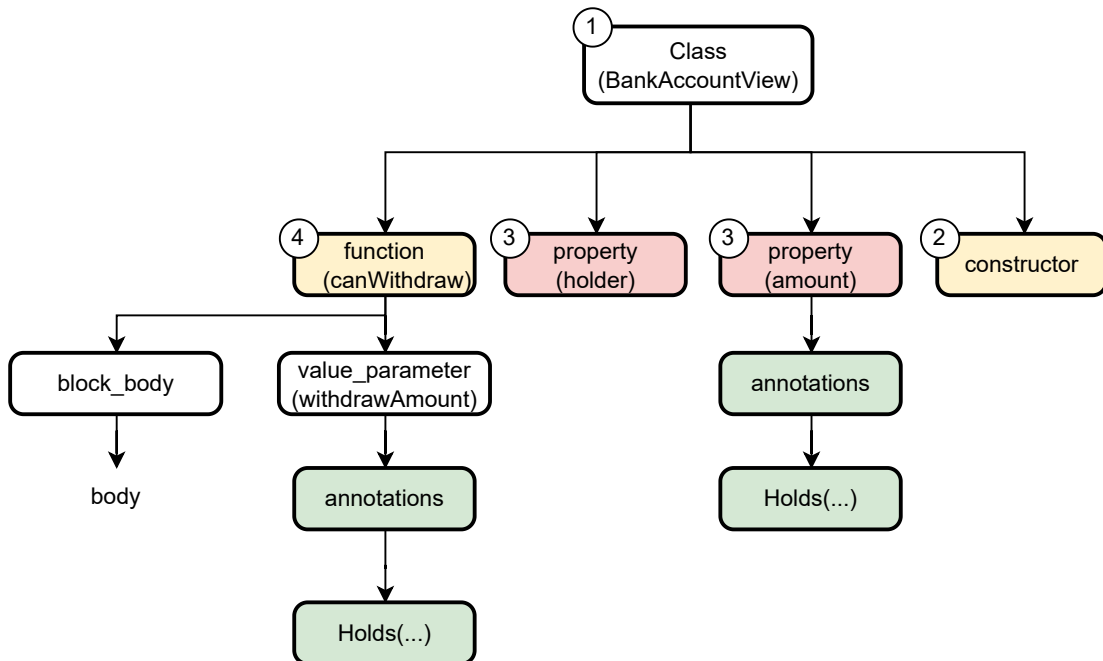 1
Class
(BankAccountView)
4
function
(canWithdraw)
3
property
(holder)
3
property
(amount)
2
constructor
block_body
value_parameter
(withdrawAmount)
annotations
body
annotations
Holds(...)
Holds(...)